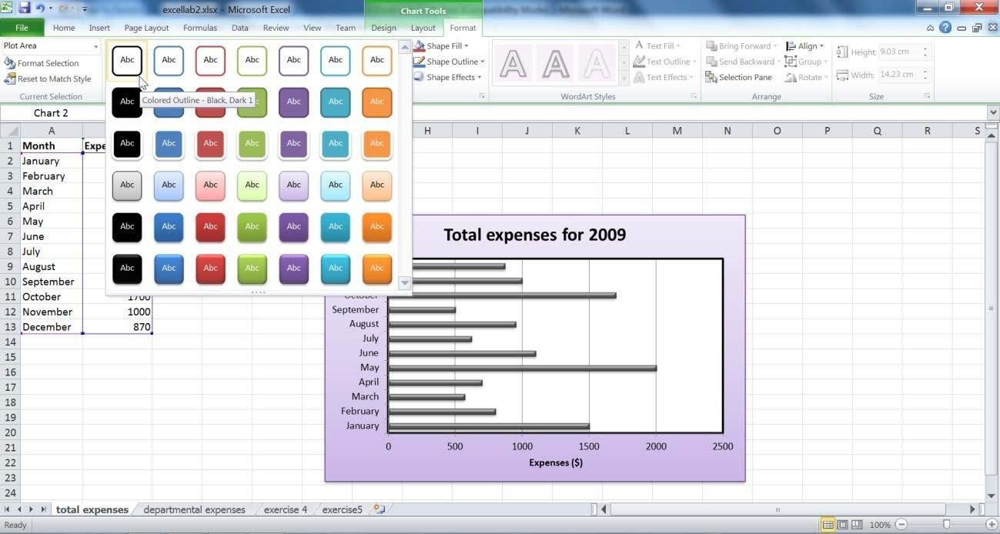 excellab2.xlsx - Microsoft Excel
Chart Tools
File Home Insert Page Layout Formulas Data Review View Team Design Layout Format
Plot Area
Format Selection
Reset to Match Style
Current Selection
Abc Abc Abc Abc Abc Abc Abc
Abc Abc Abc Abc
Colored Outline - Black, Dark 1
Abc Abc Abc Abc Abc Abc Abc
Abc Abc Abc Abc Abc Abc Abc
Abc Abc Abc Abc Abc Abc Abc
Abc Abc Abc Abc Abc Abc Abc
Shape Fill
Shape Outline
Shape Effects
A A A
WordArt Styles
Text Fill
Text Outline
Text Effects
Bring Forward
Send Backward
Selection Pane
Align
Group
Rotate
Arrange
Height: 9.03 cm
Width: 14.23 cm
Size
Chart 2
A H I J K L M N O P Q R S
1 Month Expe
2 January
3 February
4 March
5 April
6 May
7 June
8 July
9 August
10 September
11 October 1700
12 November 1000
13 December 870
14
15
16
17
18
19
20
21
22
23
24
Total expenses for 2009
October
September
August
July
June
May
April
March
February
January
0 500 1000 1500 2000 2500
Expenses ($)
total expenses departmental expenses exercise 4 exercise5
Ready
100%